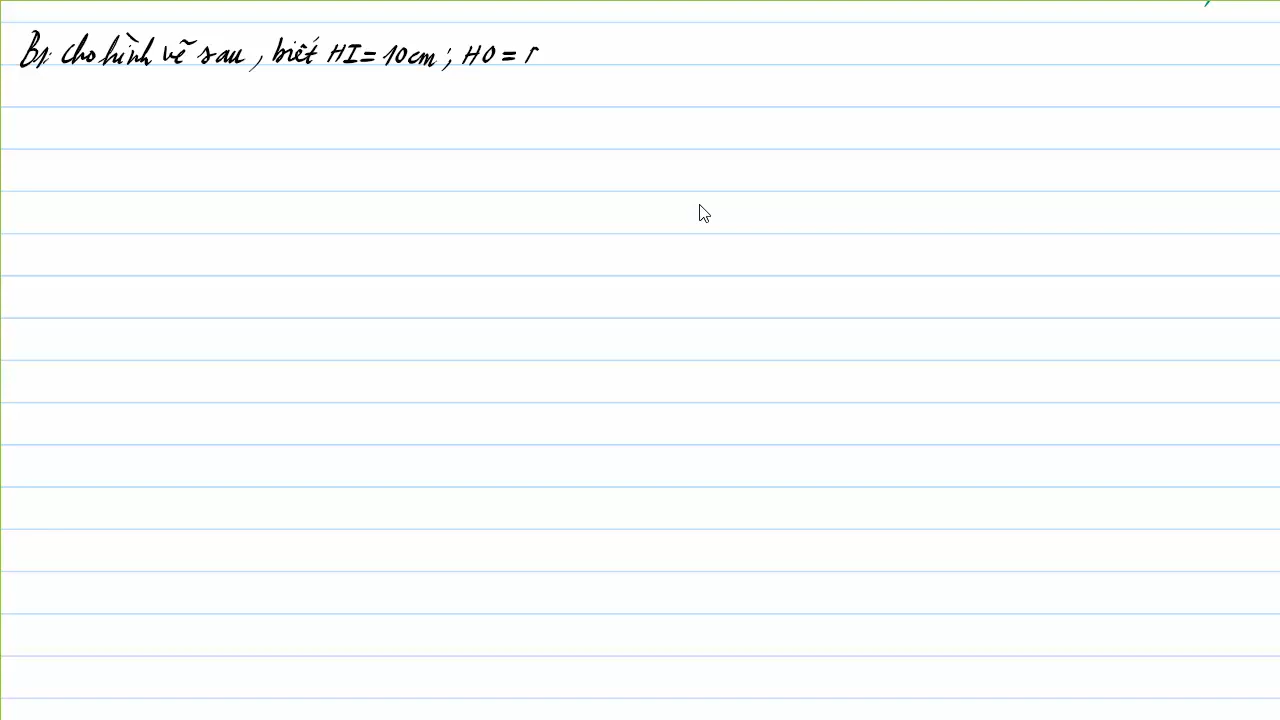 B1: cho hình vẽ sau, biết HI = 10cm; HO =